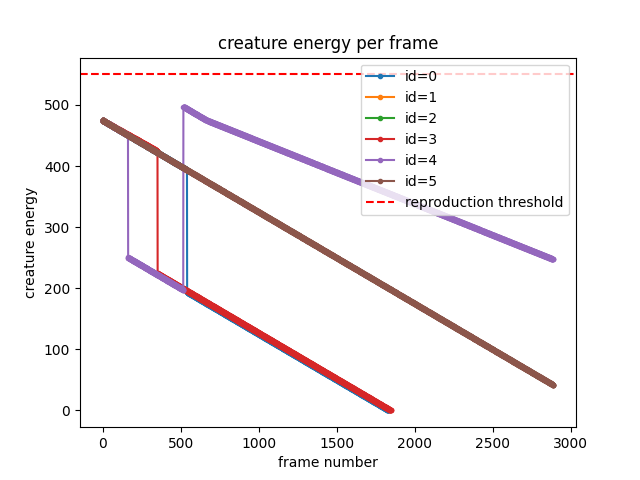 creature energy per frame
creature energy
500
400
300
200
100
0
id=0
id=1
id=2
id=3
id=4
id=5
reproduction threshold
0 500 1000 1500 2000 2500 3000
frame number